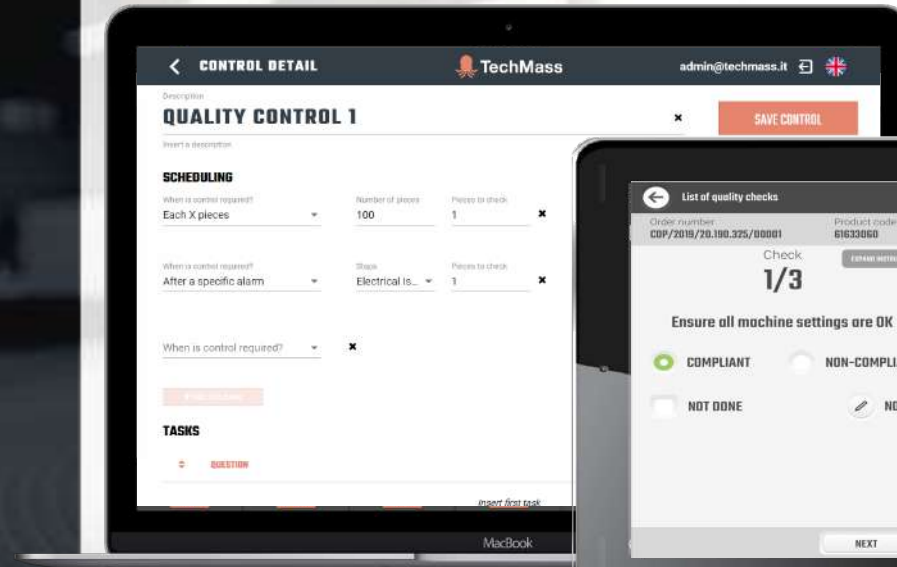 CONTROL DETAIL
TechMass
admin@techmass.it
Description
QUALITY CONTROL 1
SAVE CONTROL
Insert a description
SCHEDULING
When is control required?
Number of pieces
Pieces to check
Each X pieces
100
1
When is control required?
Stops
Pieces to check
After a specific alarm
Electrical Is...
1
When is control required?
TASKS
QUESTION
Insert first task
MacBook
List of quality checks
Order number
Product code
COP/2019/20.190.325/00001
61633060
Check
1/3
Ensure all machine settings are OK
COMPLIANT
NON-COMPLI
NOT DONE
NO
NEXT